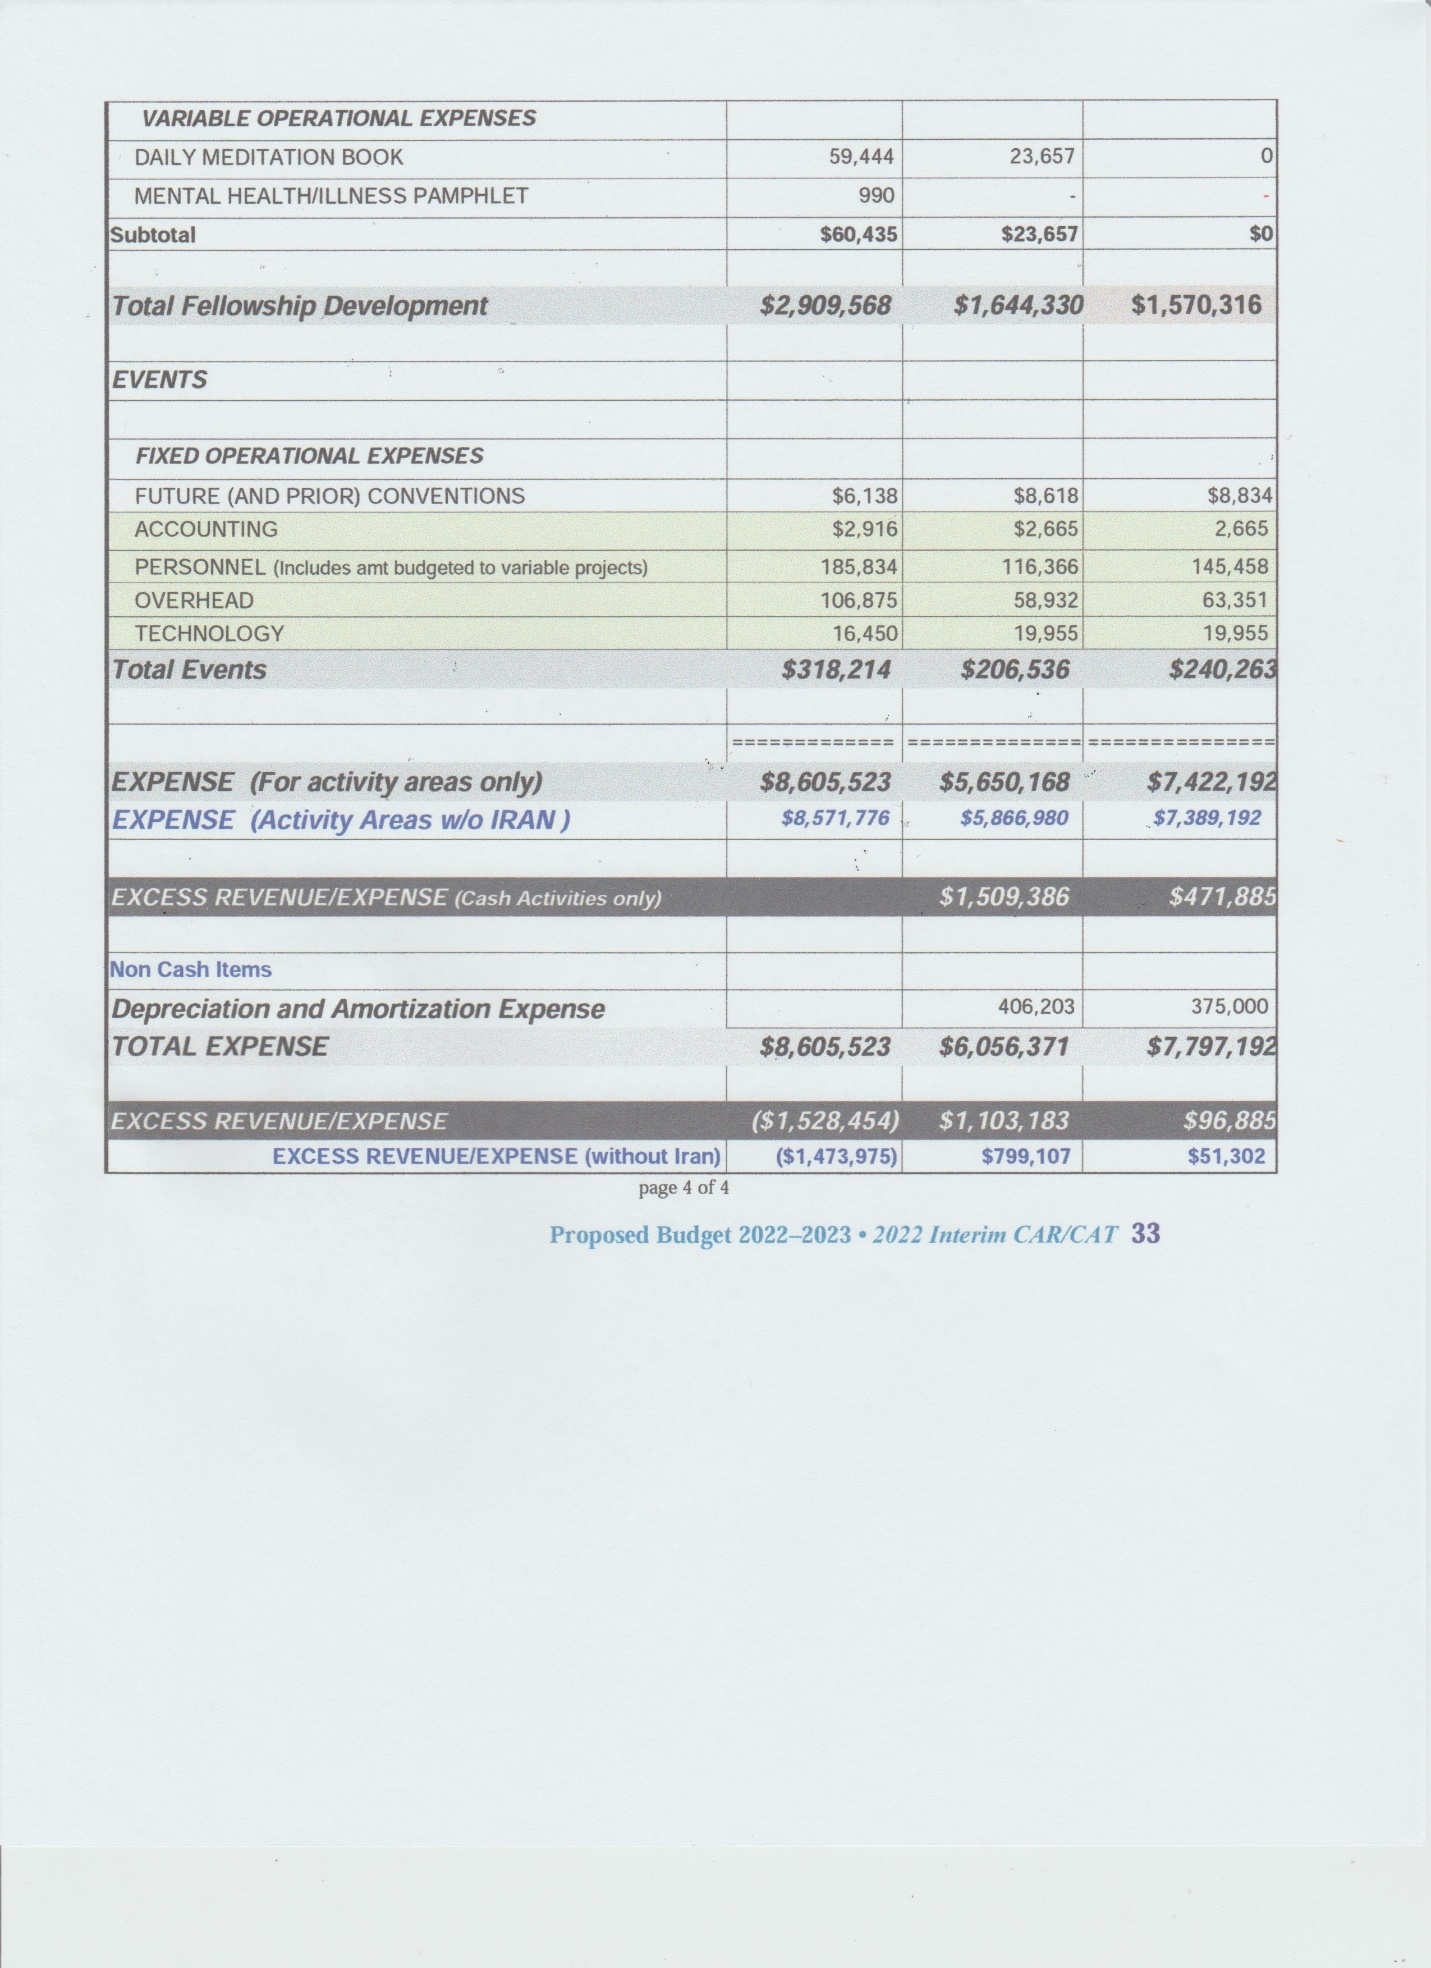 VARIABLE OPERATIONAL EXPENSES
DAILY MEDITATION BOOK 59,444 23,657 0
MENTAL HEALTH/ILLNESS PAMPHLET 990 - -
Subtotal $60,435 $23,657 $0
Total Fellowship Development $2,909,568 $1,644,330 $1,570,316
EVENTS
FIXED OPERATIONAL EXPENSES
FUTURE (AND PRIOR) CONVENTIONS $6,138 $8,618 $8,834
ACCOUNTING $2,916 $2,665 2,665
PERSONNEL (Includes amt budgeted to variable projects) 185,834 116,366 145,458
OVERHEAD 106,875 58,932 63,351
TECHNOLOGY 16,450 19,955 19,955
Total Events $318,214 $206,536 $240,263
============= ============== ===============
EXPENSE (For activity areas only) $8,605,523 $5,650,168 $7,422,192
EXPENSE (Activity Areas w/o IRAN ) $8,571,776 $5,866,980 $7,389,192
EXCESS REVENUE/EXPENSE (Cash Activities only) $1,509,386 $471,885
Non Cash Items
Depreciation and Amortization Expense 406,203 375,000
TOTAL EXPENSE $8,605,523 $6,056,371 $7,797,192
EXCESS REVENUE/EXPENSE ($1,528,454) $1,103,183 $96,885
EXCESS REVENUE/EXPENSE (without Iran) ($1,473,975) $799,107 $51,302
page 4 of 4
Proposed Budget 2022–2023 • 2022 Interim CAR/CAT 33